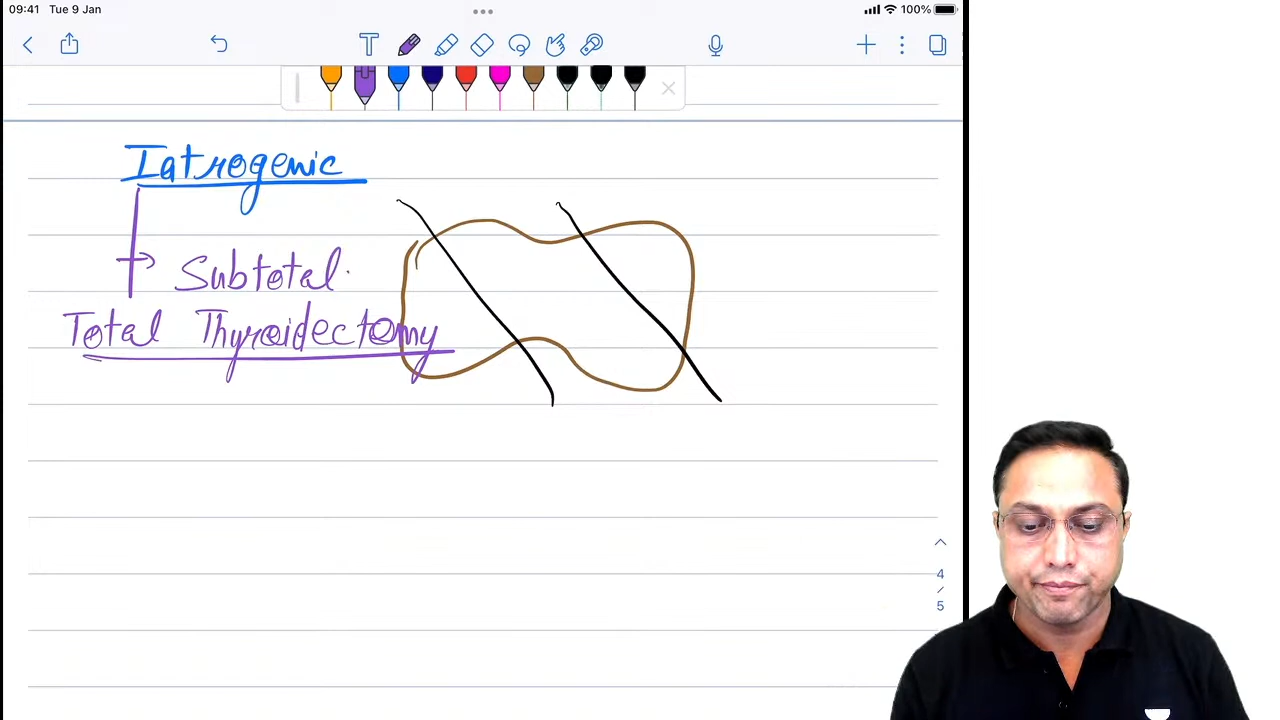 09:41 Tue 9 Jan
100%
T
Iatrogenic
Subtotal
Total Thyroidectomy
4
/
5